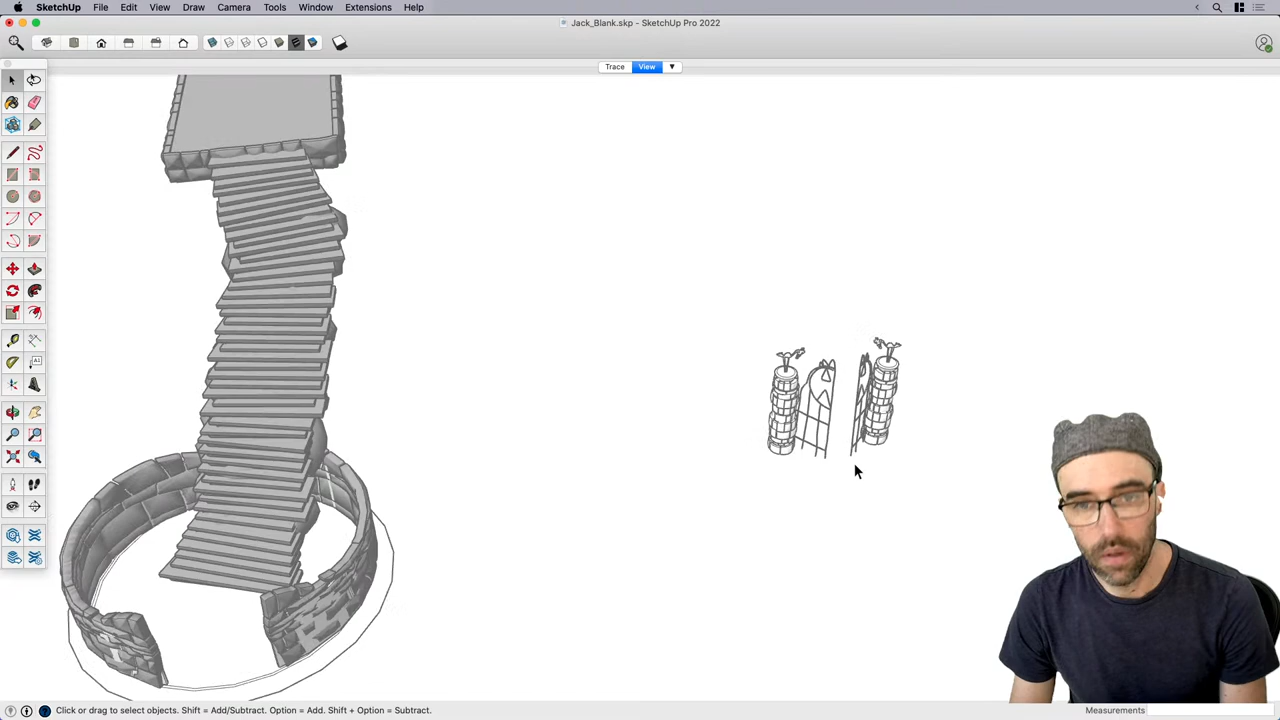 SketchUp File Edit View Draw Camera Tools Window Extensions Help
Jack_Blank.skp - SketchUp Pro 2022
Trace View
Click or drag to select objects. Shift = Add/Subtract. Option = Add. Shift + Option = Subtract.
Measurements